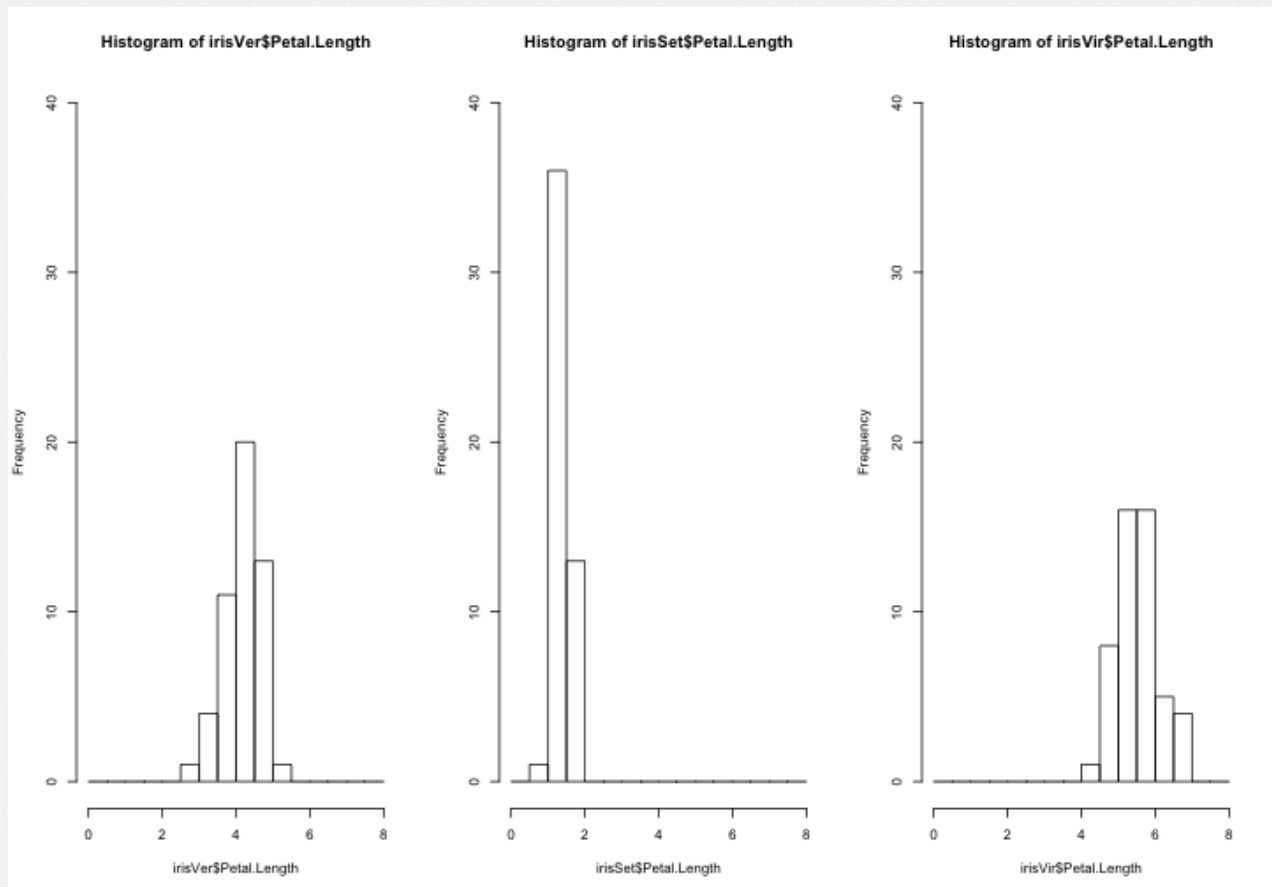 Histogram of irisVer$Petal.Length
Frequency
40
30
20
10
0
0 2 4 6 8
irisVer$Petal.Length
Histogram of irisSet$Petal.Length
Frequency
40
30
20
10
0
0 2 4 6 8
irisSet$Petal.Length
Histogram of irisVir$Petal.Length
Frequency
40
30
20
10
0
0 2 4 6 8
irisVir$Petal.Length